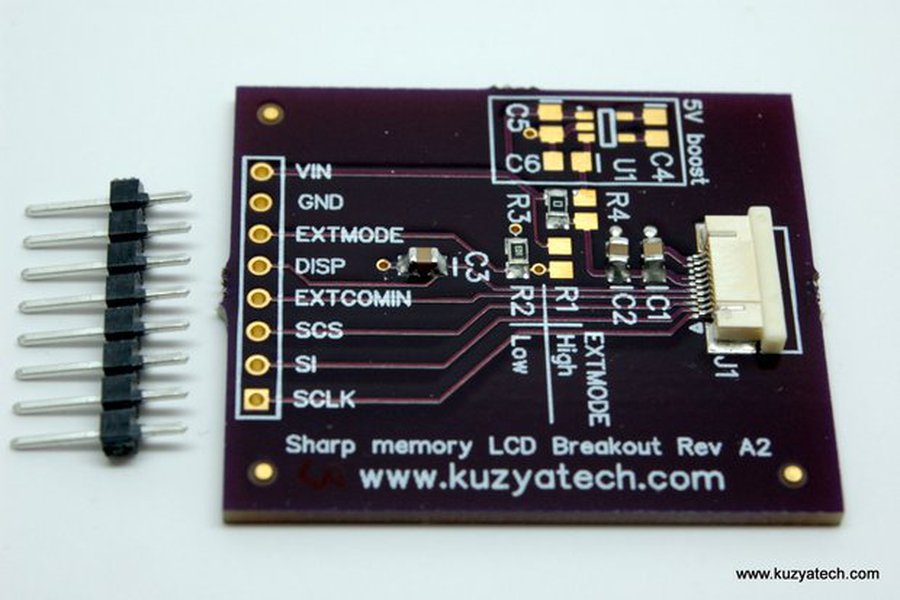 5V boost
C5
C6
U1
C4
VIN
GND
EXTMODE
DISP
EXTCOMIN
SCS
SI
SCLK
R3
R4
C3
C2
C1
R2
R1
Low
High
EXTMODE
J1
Sharp memory LCD Breakout Rev A2
www.kuzyatech.com
www.kuzyatech.com